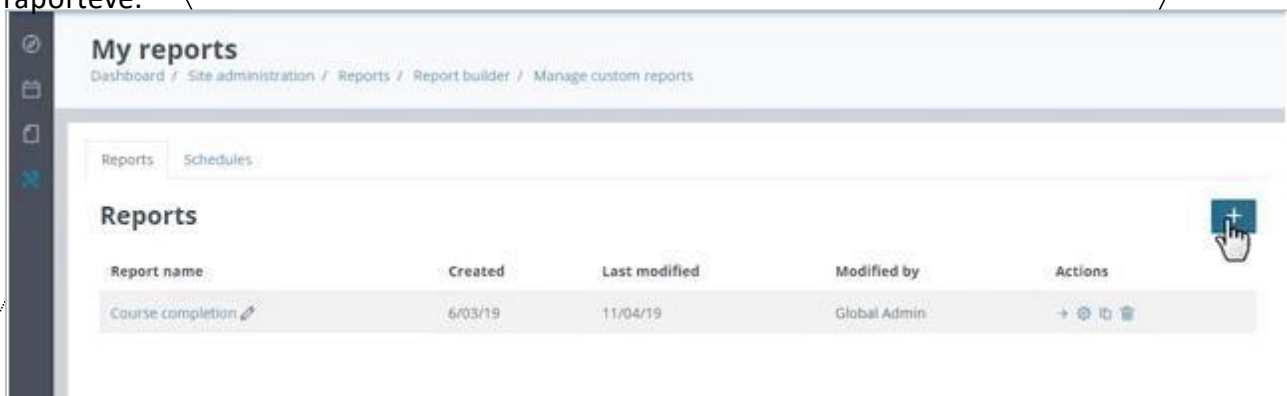 raporteve.
My reports
Dashboard / Site administration / Reports / Report builder / Manage custom reports
Reports Schedules
Reports
+
Report name Created Last modified Modified by Actions
Course completion 6/03/19 11/04/19 Global Admin